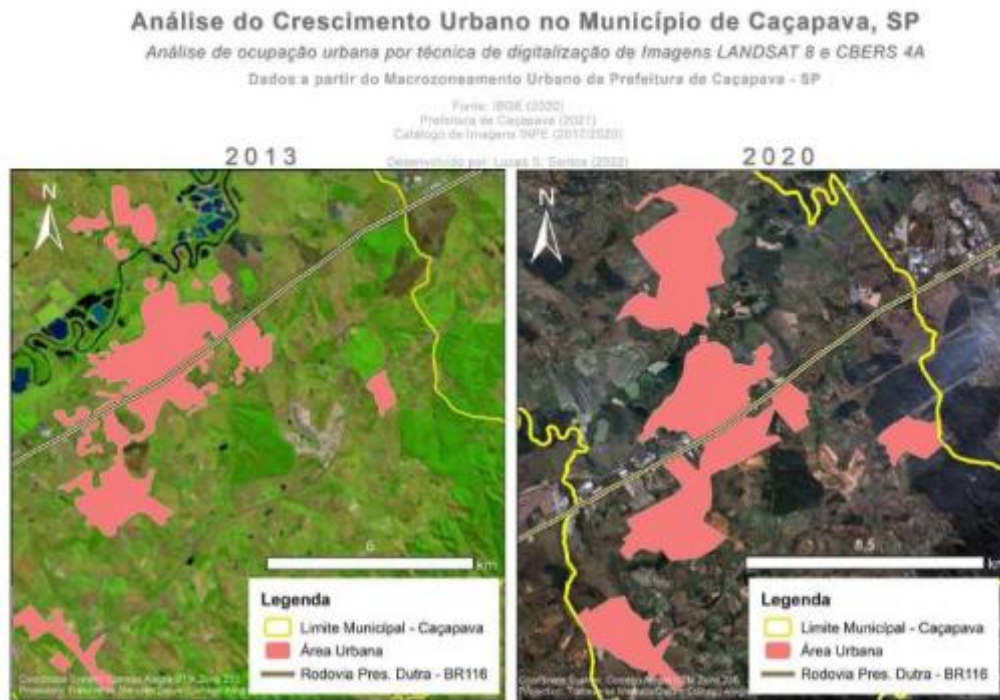 Análise do Crescimento Urbano no Município de Caçapava, SP
Análise de ocupação urbana por técnica de digitalização de Imagens LANDSAT 8 e CBERS 4A
Dados a partir do Macrozoneamento Urbano da Prefeitura de Caçapava - SP
Fonte: IBGE (2020)
Prefeitura de Caçapava (2021)
Catálogo de Imagens INPE (2017/2020)
Desenvolvido por: Lucas S. Santos (2022)
2013
2020
N
6
km
Legenda
Limite Municipal - Caçapava
Área Urbana
Rodovia Pres. Dutra - BR116
N
8,5
Legenda
Limite Municipal - Caçapava
Área Urbana
Rodovia Pres. Dutra - BR116